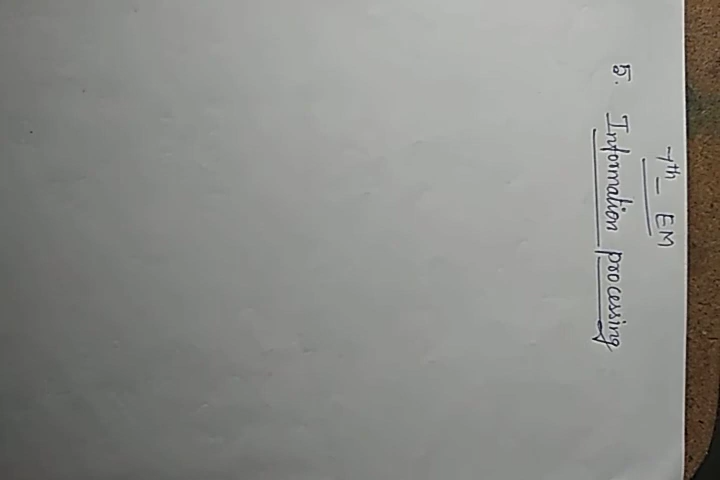 7th - EM
5. Information processing